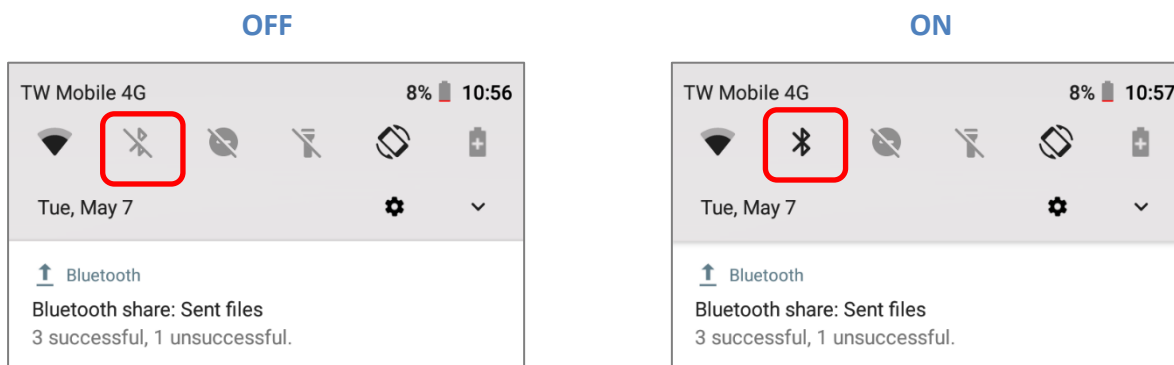 OFF
TW Mobile 4G 8% 10:56
Tue, May 7
Bluetooth
Bluetooth share: Sent files
3 successful, 1 unsuccessful.
ON
TW Mobile 4G 8% 10:57
Tue, May 7
Bluetooth
Bluetooth share: Sent files
3 successful, 1 unsuccessful.